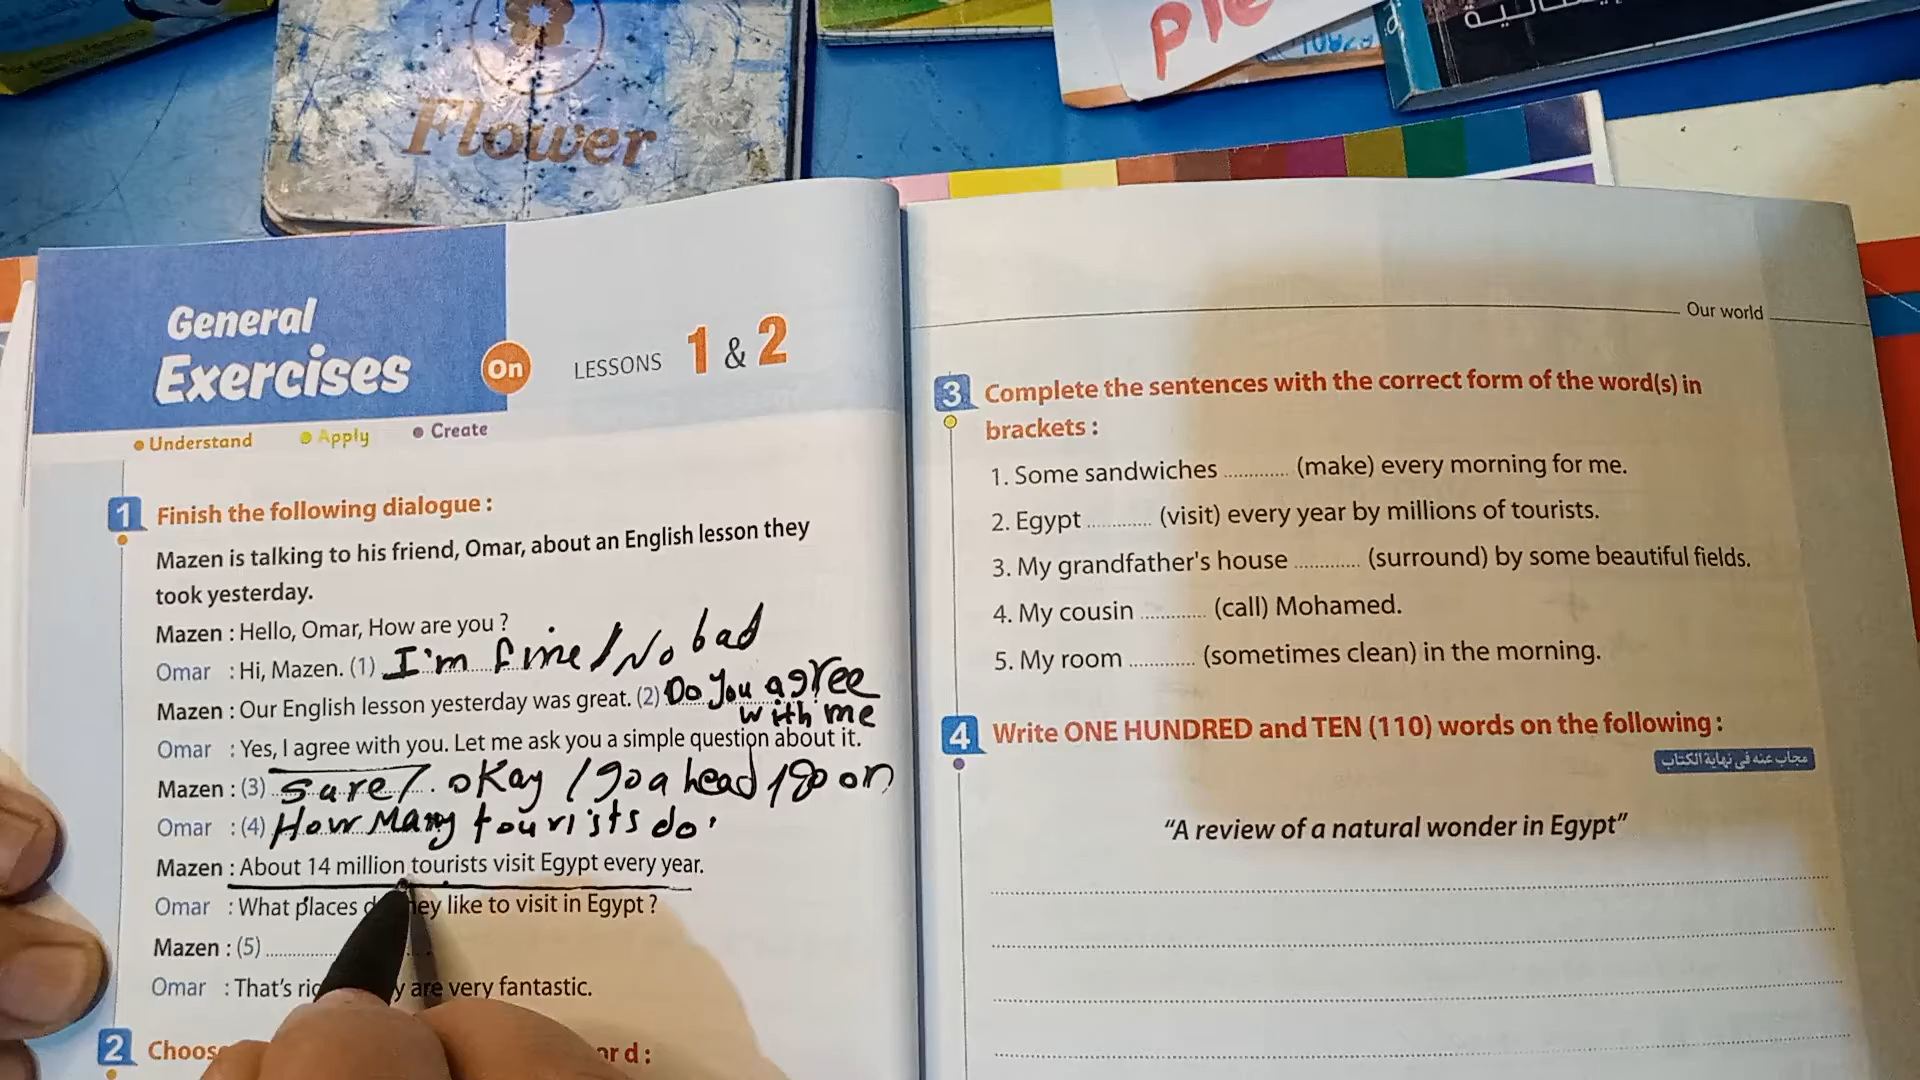 Flower
Ple
General
Exercises
On
LESSONS 1 & 2
• Understand • Apply • Create
1 Finish the following dialogue :
Mazen is talking to his friend, Omar, about an English lesson they
took yesterday.
Mazen : Hello, Omar, How are you ?
Omar : Hi, Mazen. (1) I'm fine / No bad
Mazen : Our English lesson yesterday was great. (2) Do you agree
with me
Omar : Yes, I agree with you. Let me ask you a simple question about it.
Mazen : (3) Sure / okay / go a head / go on
Omar : (4) How Many tourists do
Mazen : About 14 million tourists visit Egypt every year.
Omar : What places like to visit in Egypt ?
Mazen : (5)
Omar : That's are very fantastic.
2
Our world
3 Complete the sentences with the correct form of the word(s) in
brackets :
1. Some sandwiches ............ (make) every morning for me.
2. Egypt ............ (visit) every year by millions of tourists.
3. My grandfather's house ............ (surround) by some beautiful fields.
4. My cousin ............ (call) Mohamed.
5. My room ............ (sometimes clean) in the morning.
4 Write ONE HUNDRED and TEN (110) words on the following :
مجاب عنه فى نهاية الكتاب
"A review of a natural wonder in Egypt"